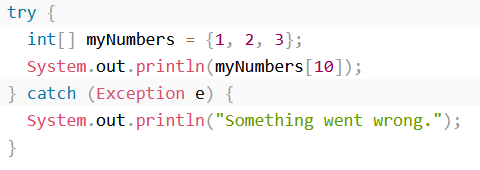 try {
  int[] myNumbers = {1, 2, 3};
  System.out.println(myNumbers[10]);
} catch (Exception e) {
  System.out.println("Something went wrong.");
}